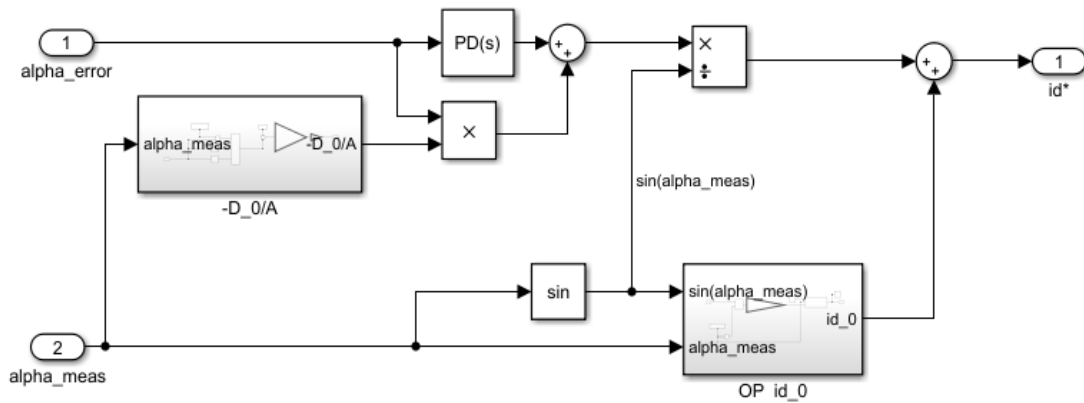 1
alpha_error
PD(s)
+
+
×
÷
+
+
1
id*
alpha_meas
-D_0/A
×
-D_0/A
sin(alpha_meas)
sin
sin(alpha_meas)
id_0
alpha_meas
OP id_0
2
alpha_meas